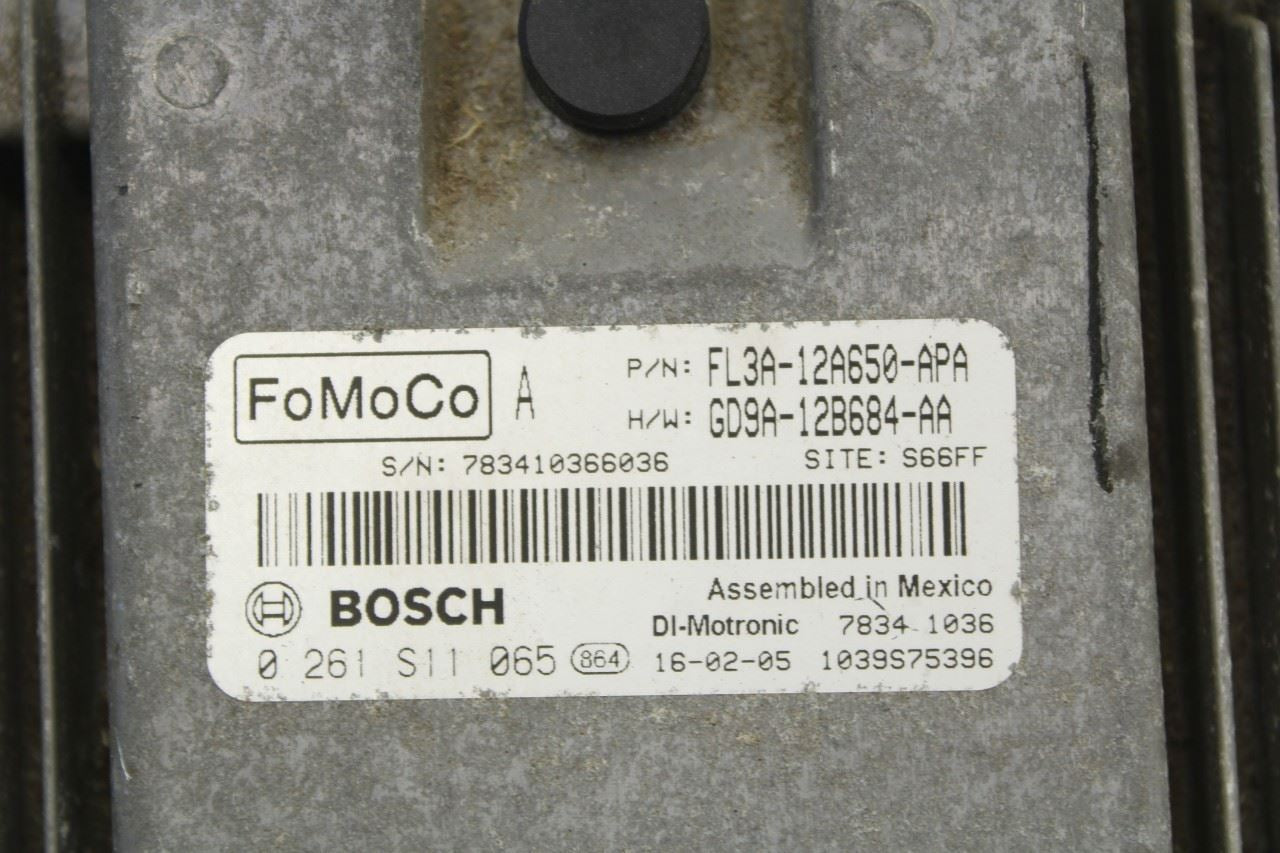 FoMoCo A P/N: FL3A-12A650-APA
H/W: GD9A-12B684-AA
S/N: 783410366036 SITE: S66FF
BOSCH Assembled in Mexico
DI-Motronic 7834 1036
0 261 S11 065 864 16-02-05 1039S75396